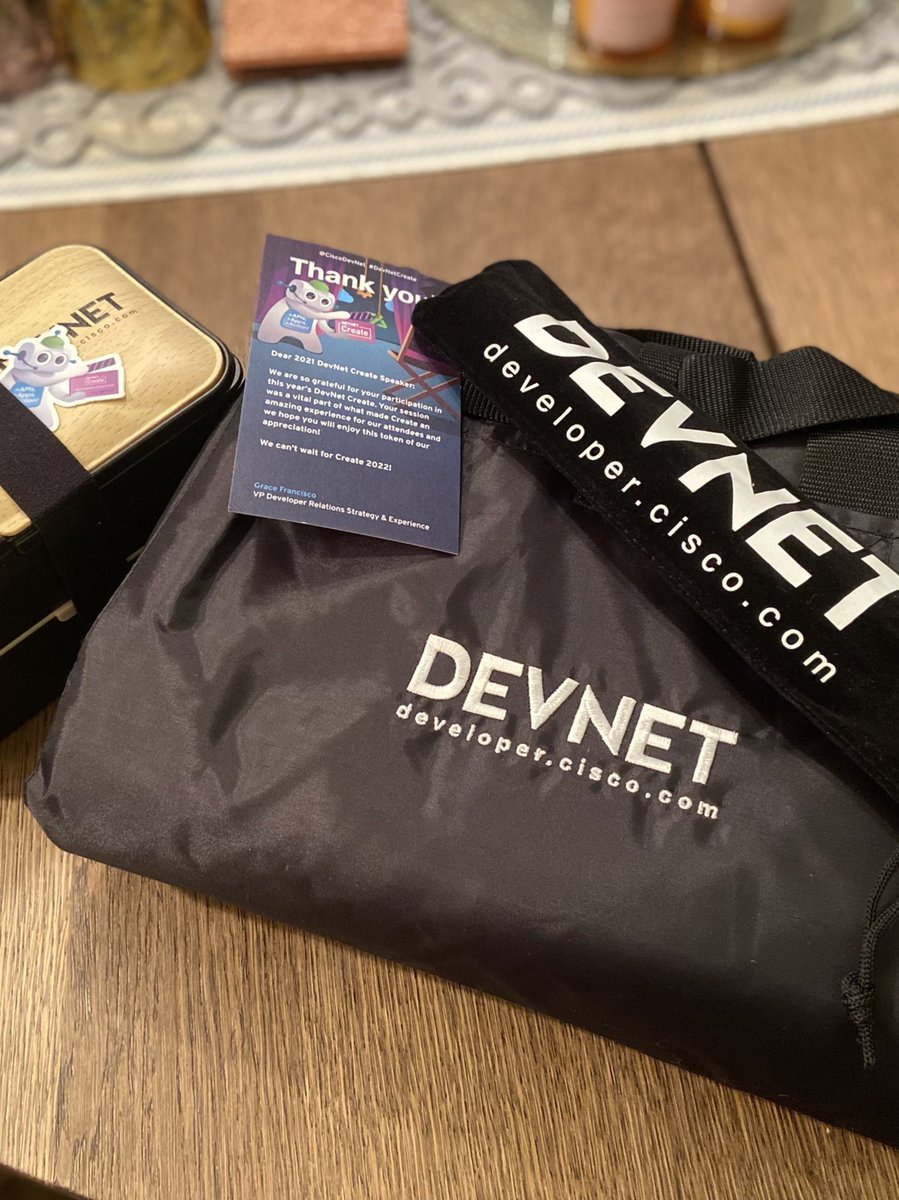 @CiscoDevNet #DevNetCreate
Thank you
Dear 2021 DevNet Create Speaker:
We are so grateful for your participation in
this year's DevNet Create. Your session
was a vital part of what made Create an
amazing experience for our attendees and
we hope you will enjoy this token of our
appreciation!
We can't wait for Create 2022!
Grace Francisco
VP Developer Relations Strategy & Experience
DEVNET
Create
DEVNET
developer.cisco.com
NET
cisco.com
Create
DEVNET
developer.cisco.com